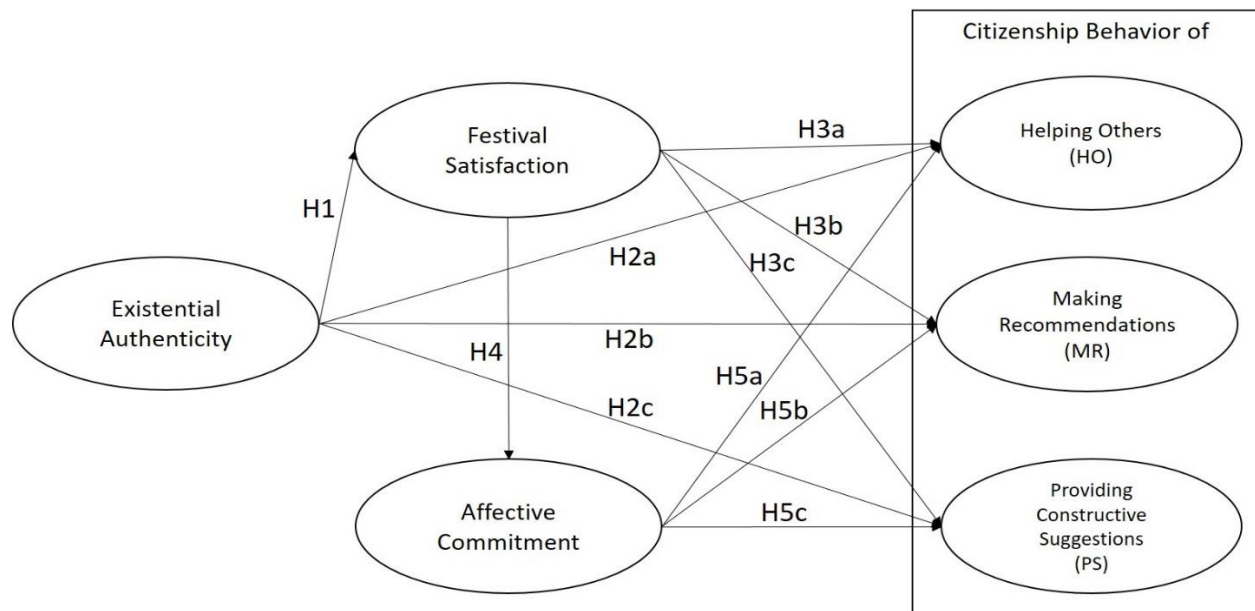 Citizenship Behavior of
Festival
Satisfaction
H3a
Helping Others
(HO)
H1
H3b
H2a
H3c
Existential
Authenticity
H2b
Making
Recommendations
(MR)
H4
H5a
H2c
H5b
Affective
Commitment
H5c
Providing
Constructive
Suggestions
(PS)